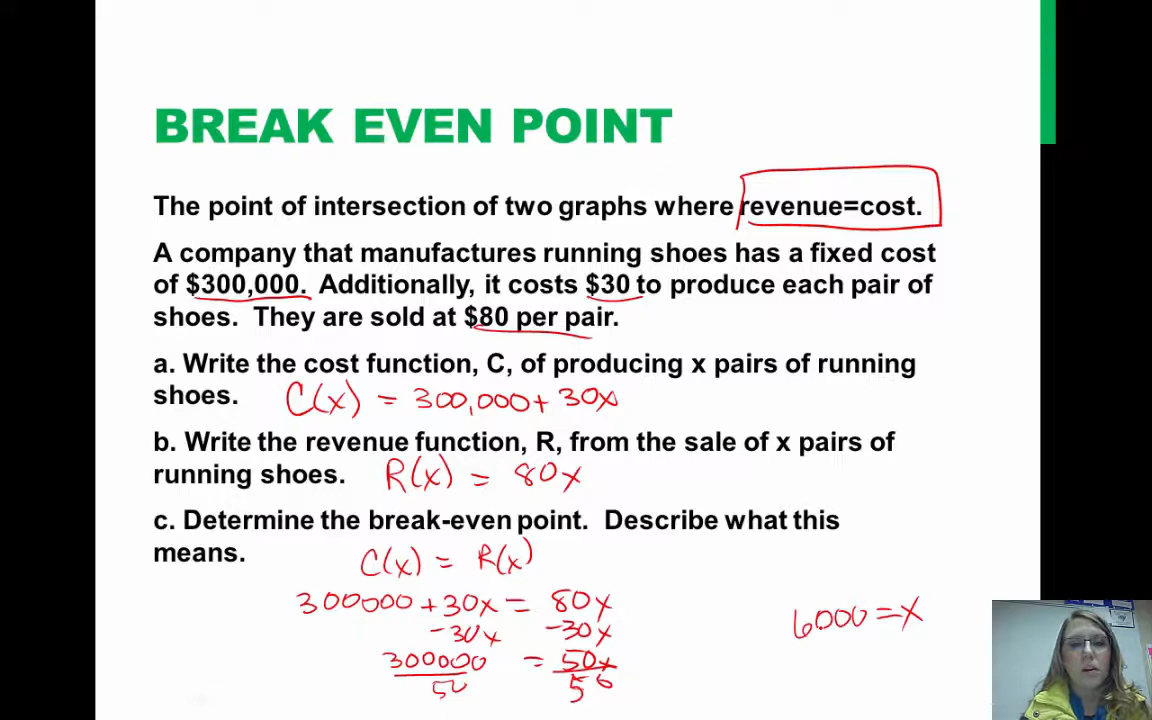 BREAK EVEN POINT
The point of intersection of two graphs where revenue=cost.
A company that manufactures running shoes has a fixed cost
of $300,000. Additionally, it costs $30 to produce each pair of
shoes. They are sold at $80 per pair.
a. Write the cost function, C, of producing x pairs of running
shoes. C(x) = 300,000 + 30x
b. Write the revenue function, R, from the sale of x pairs of
running shoes. R(x) = 80x
c. Determine the break-even point. Describe what this
means. C(x) = R(x)
300000 + 30x = 80x
-30x -30x
6000 = x
300000 = 50x
50 50